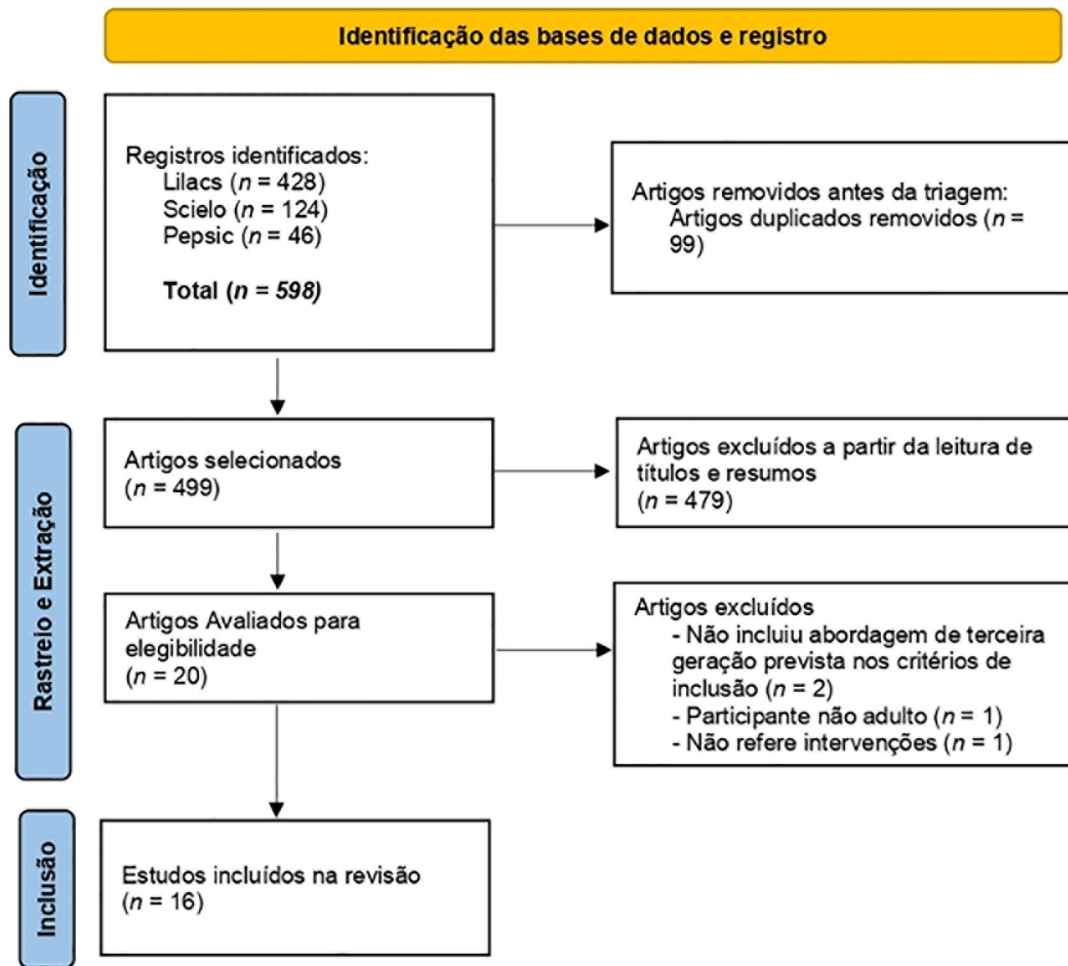 Identificação das bases de dados e registro
Identificação
Registros identificados:
Lilacs (n = 428)
Scielo (n = 124)
Pepsic (n = 46)
Total (n = 598)
Artigos removidos antes da triagem:
Artigos duplicados removidos (n =
99)
Rastreio e Extração
Artigos selecionados
(n = 499)
Artigos excluídos a partir da leitura de
títulos e resumos
(n = 479)
Artigos Avaliados para
elegibilidade
(n = 20)
Artigos excluídos
- Não incluiu abordagem de terceira
geração prevista nos critérios de
inclusão (n = 2)
- Participante não adulto (n = 1)
- Não refere intervenções (n = 1)
Inclusão
Estudos incluídos na revisão
(n = 16)